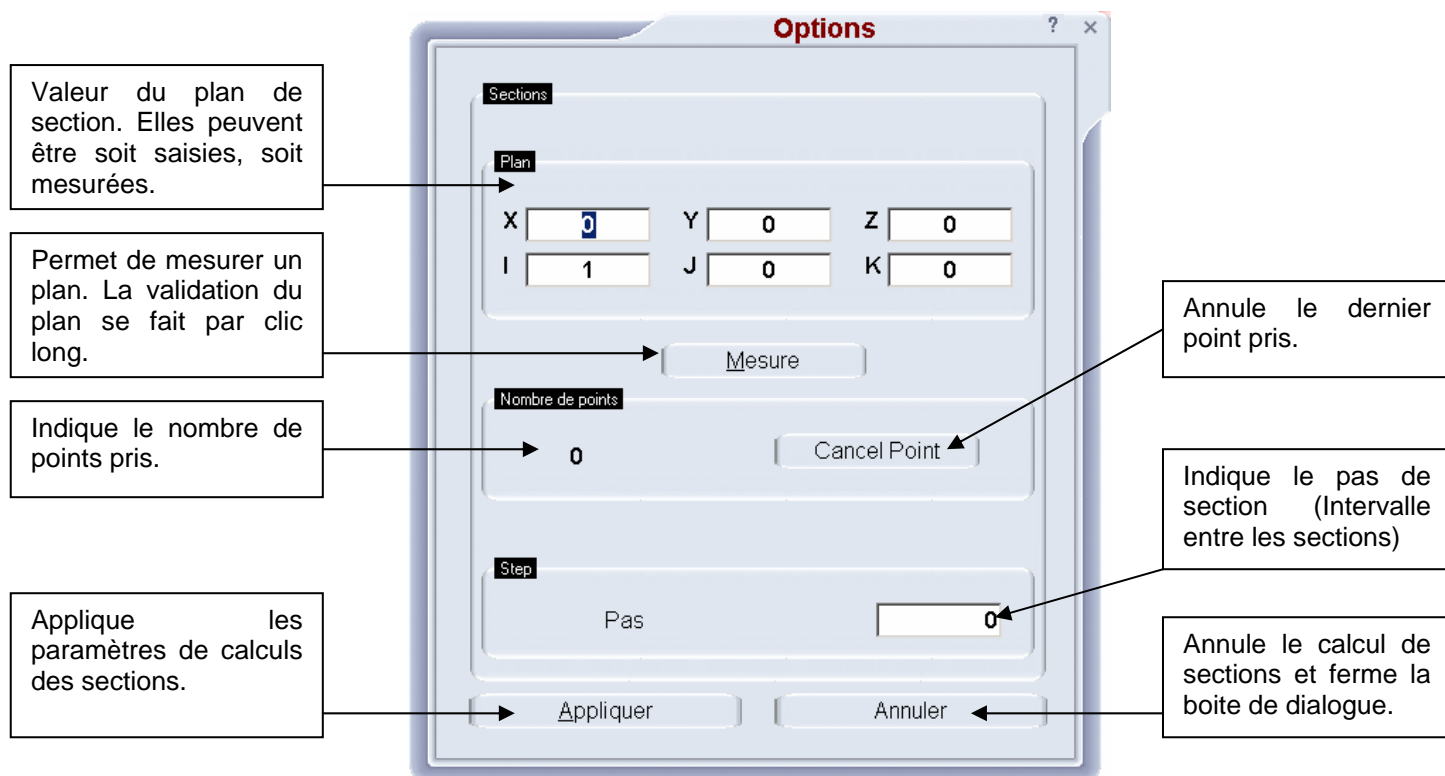 Options
?
×
Valeur du plan de
section. Elles peuvent
être soit saisies, soit
mesurées.
Permet de mesurer un
plan. La validation du
plan se fait par clic
long.
Indique le nombre de
points pris.
Applique les
paramètres de calculs
des sections.
Sections
Plan
X 0 Y 0 Z 0
I 1 J 0 K 0
Mesure
Nombre de points
0 Cancel Point
Step
Pas 0
Appliquer Annuler
Annule le dernier
point pris.
Indique le pas de
section (Intervalle
entre les sections)
Annule le calcul de
sections et ferme la
boite de dialogue.